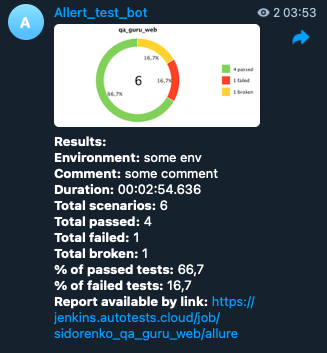 Allert_test_bot
2 03:53
A
qa_guru_web
16,7%
6
16,7%
66,7%
4 passed
1 failed
1 broken
Results:
Environment: some env
Comment: some comment
Duration: 00:02:54.636
Total scenarios: 6
Total passed: 4
Total failed: 1
Total broken: 1
% of passed tests: 66,7
% of failed tests: 16,7
Report available by link: https://
jenkins.autotests.cloud/job/
sidorenko_qa_guru_web/allure